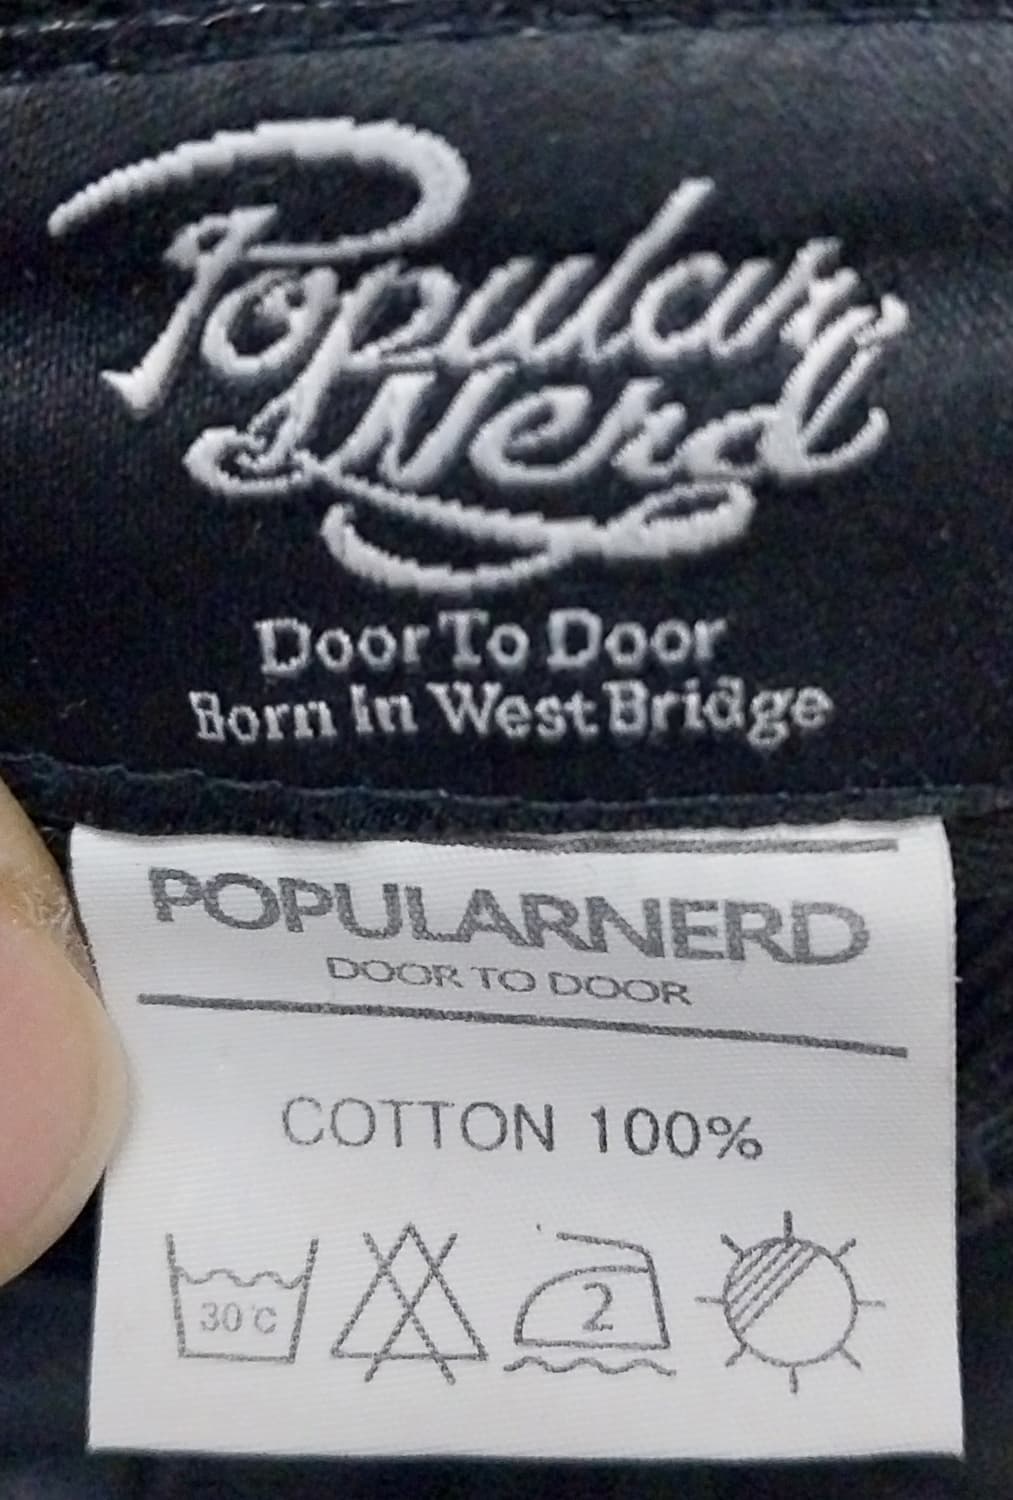 Popular
Nerd
Door To Door
Born In West Bridge
POPULARNERD
DOOR TO DOOR
COTTON 100%
30°C
2